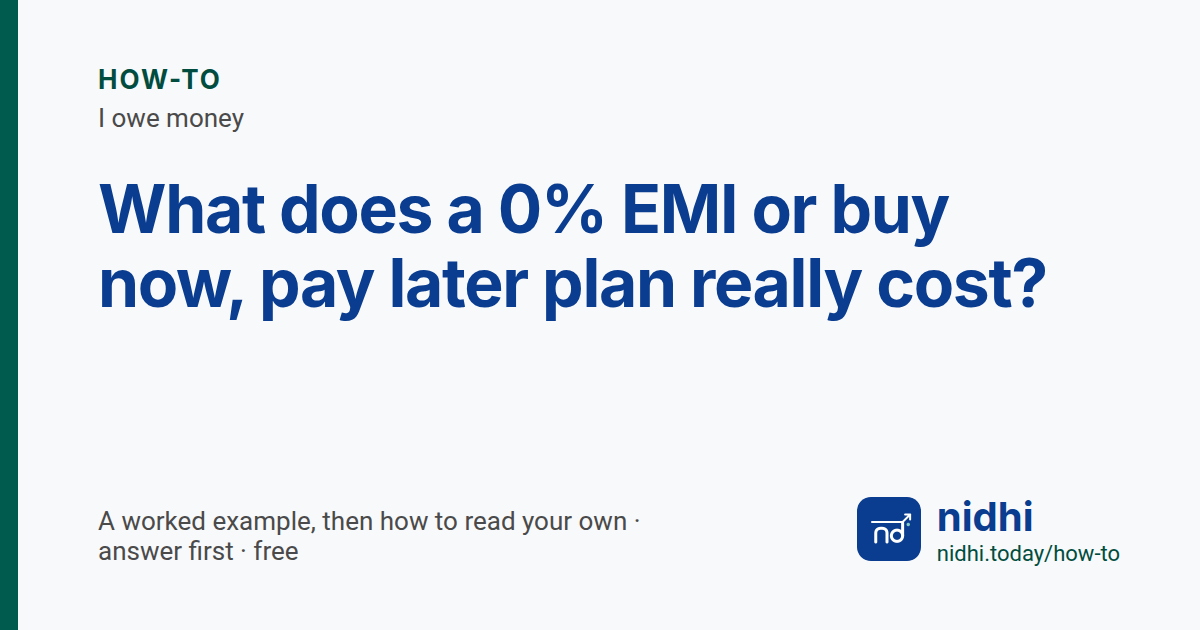 HOW-TO
I owe money
What does a 0% EMI or buy
now, pay later plan really cost?
A worked example, then how to read your own ·
answer first · free
nd
nidhi
nidhi.today/how-to